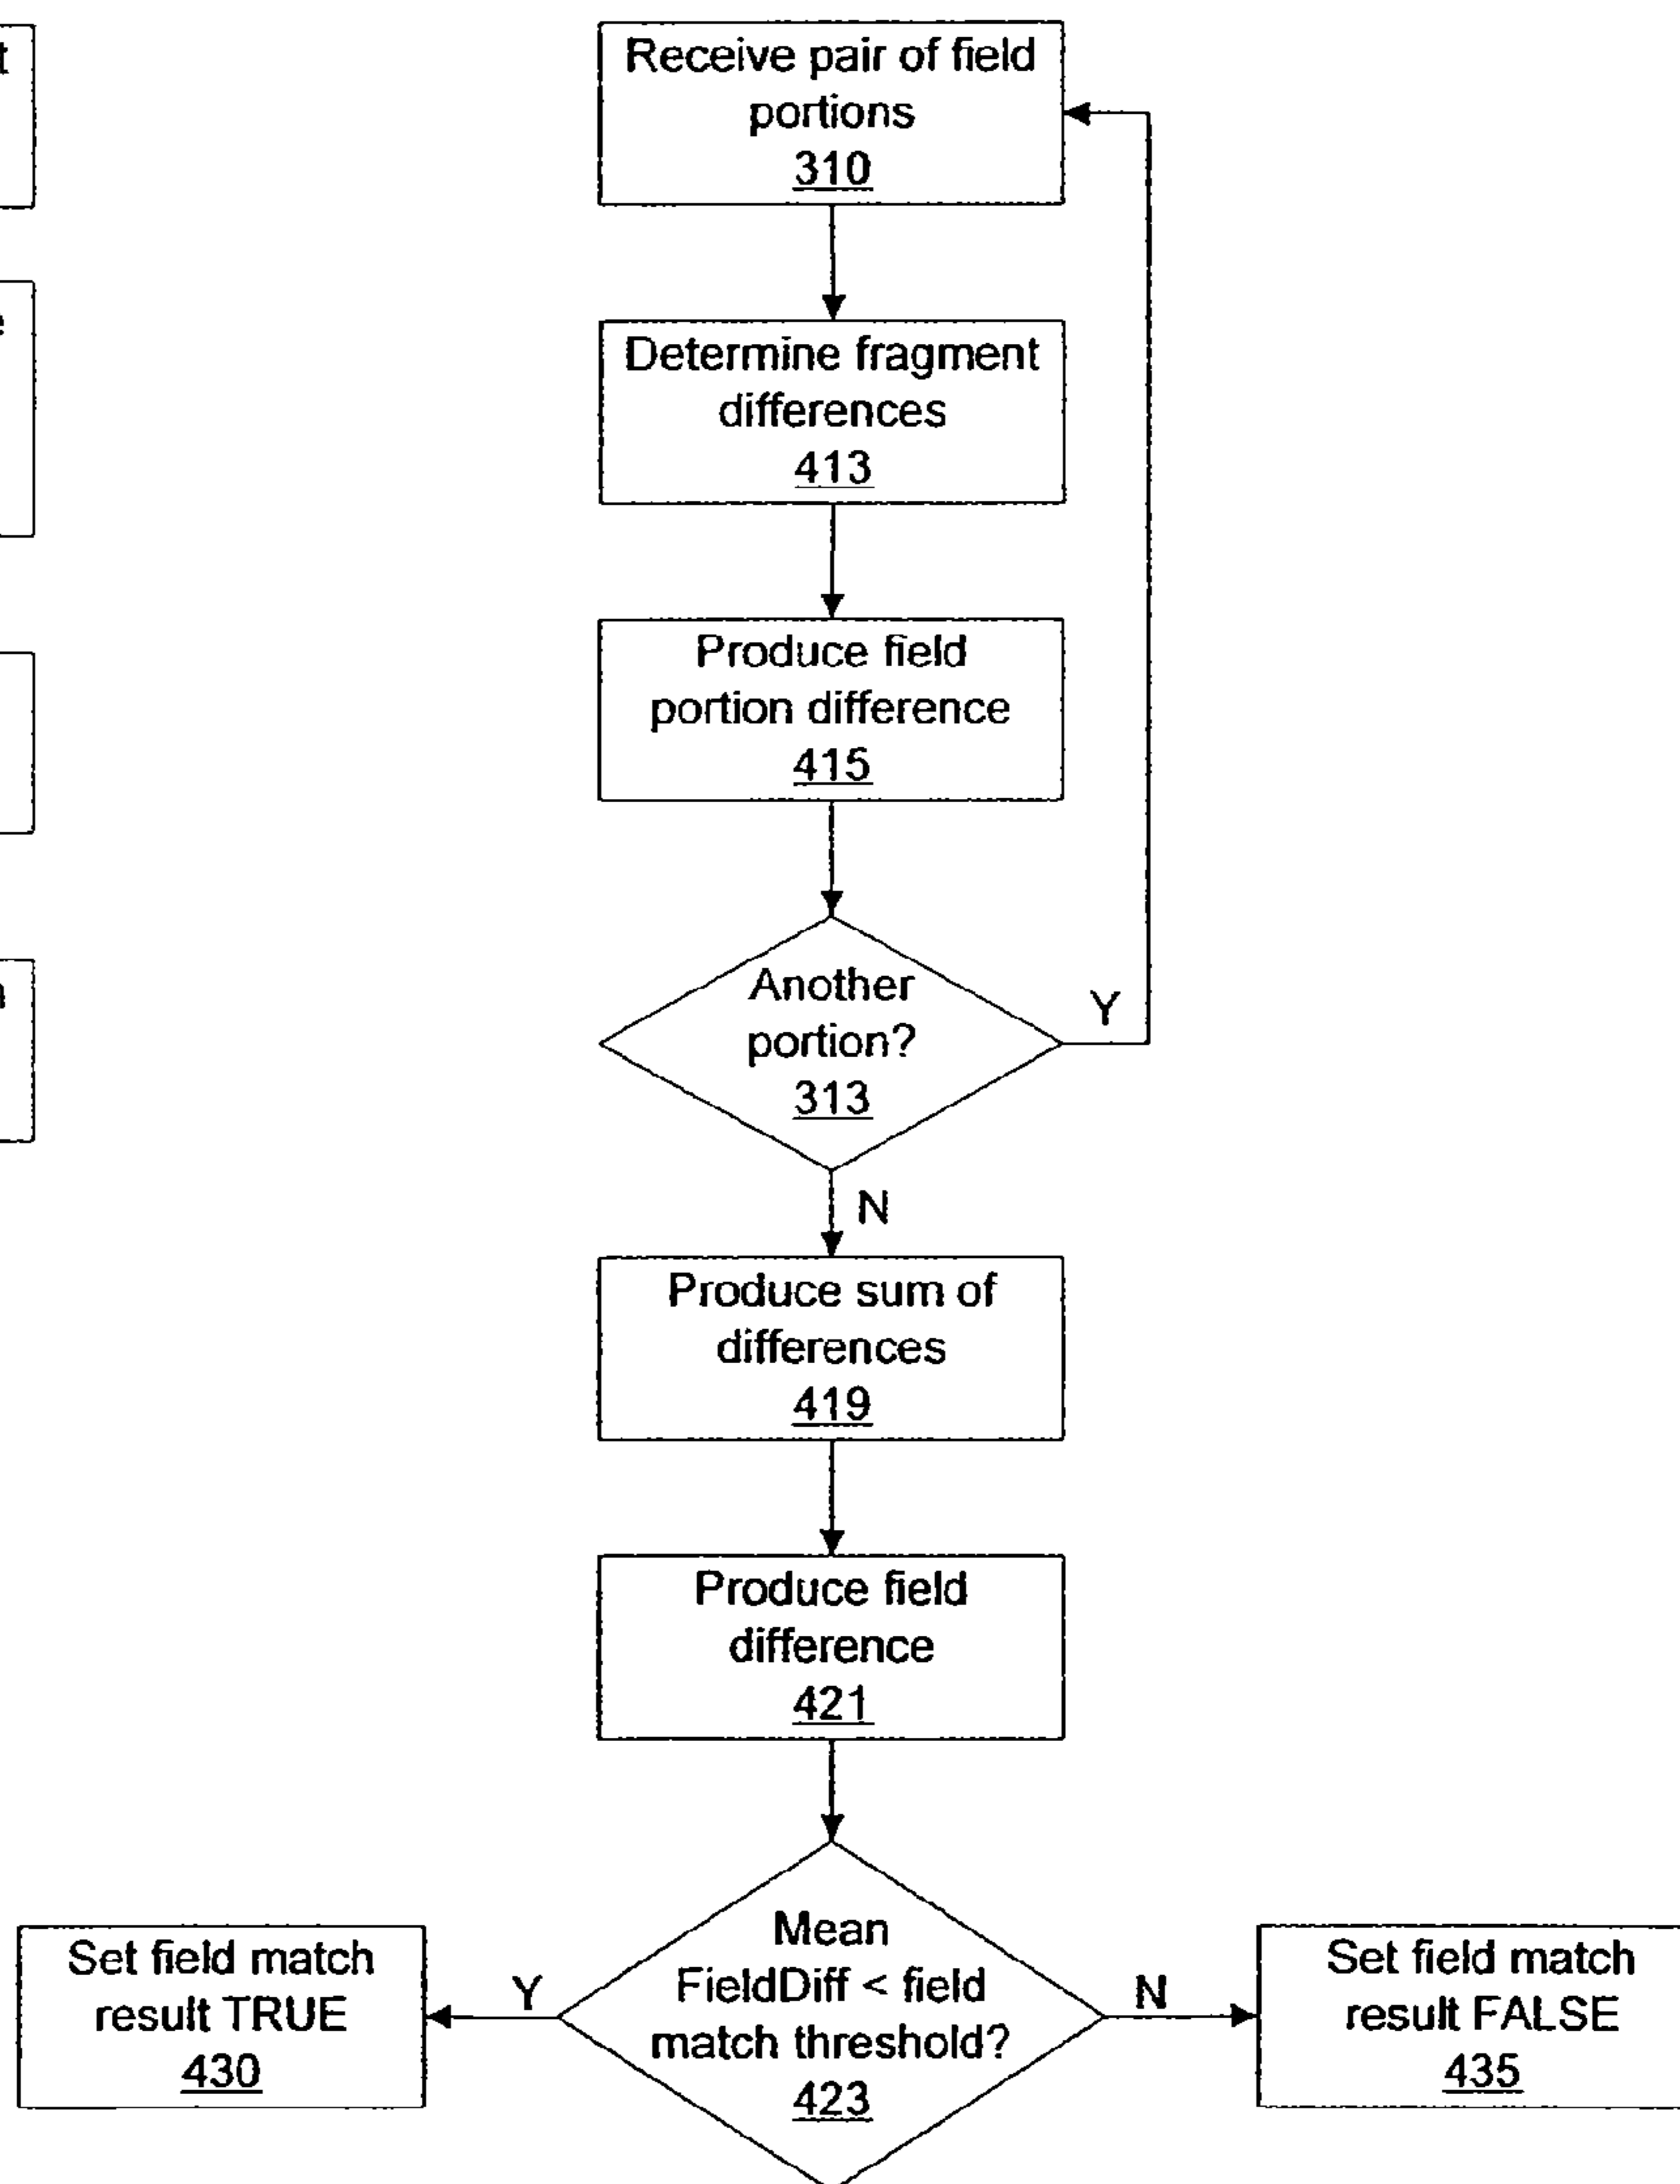 Receive pair of field
portions
310
Determine fragment
differences
413
Produce field
portion difference
415
Another
portion?
313
Y
N
Produce sum of
differences
419
Produce field
difference
421
Mean
FieldDiff < field
match threshold?
423
Y
Set field match
result TRUE
430
N
Set field match
result FALSE
435